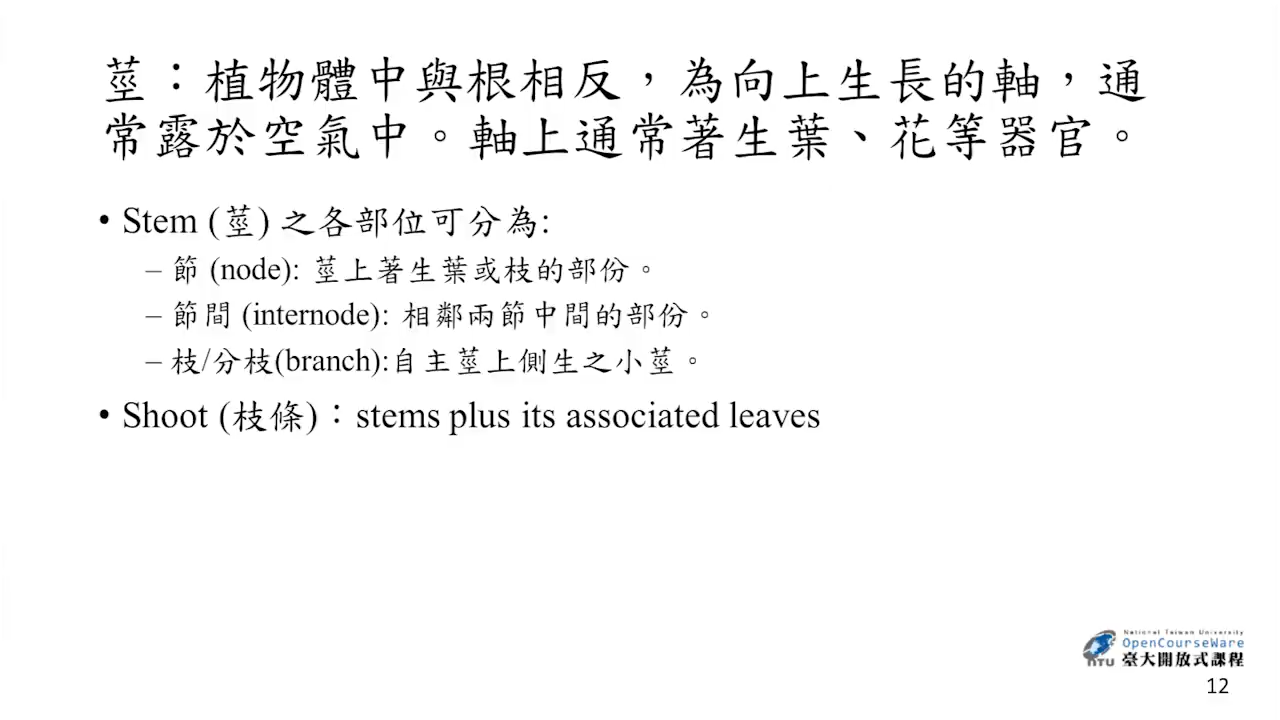 莖：植物體中與根相反，為向上生長的軸，通
常露於空氣中。軸上通常著生葉、花等器官。
• Stem (莖) 之各部位可分為:
– 節 (node): 莖上著生葉或枝的部份。
– 節間 (internode): 相鄰兩節中間的部份。
– 枝/分枝(branch):自主莖上側生之小莖。
• Shoot (枝條)：stems plus its associated leaves
National Taiwan University
OpenCourseWare
NTU 臺大開放式課程
12